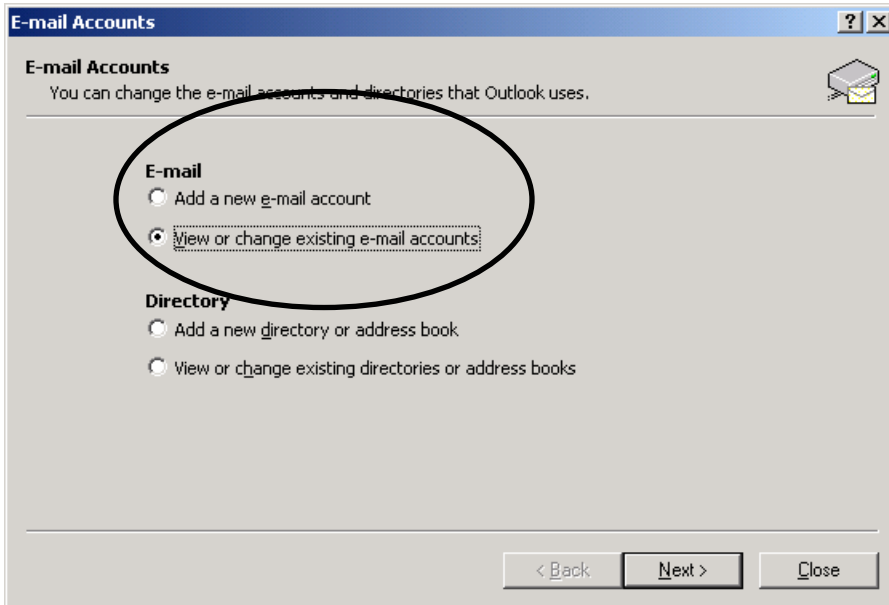 E-mail Accounts
E-mail Accounts
You can change the e-mail accounts and directories that Outlook uses.
E-mail
Add a new e-mail account
View or change existing e-mail accounts
Directory
Add a new directory or address book
View or change existing directories or address books
< Back Next > Close